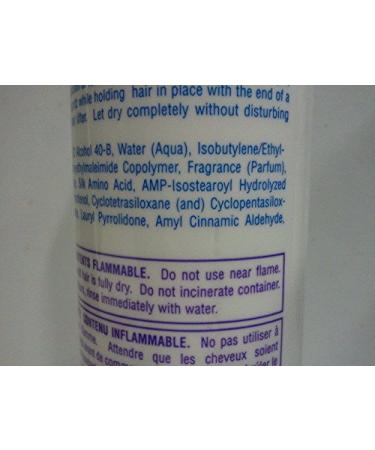 while holding hair in place with the end of a
lifter. Let dry completely without disturbing
Alcohol 40-B, Water (Aqua), Isobutylene/Ethyl-
Copolymer, Fragrance (Parfum),
Silk Amino Acid, AMP-Isostearoyl Hydrolyzed
Cyclotetrasiloxane (and) Cyclopentasilox-
Lauryl Pyrrolidone, Amyl Cinnamic Aldehyde,
FLAMMABLE. Do not use near flame.
hair is fully dry. Do not incinerate container.
rinse immediately with water.
CONTENU INFLAMMABLE. No pas utiliser à
Attendre que les cheveux soient